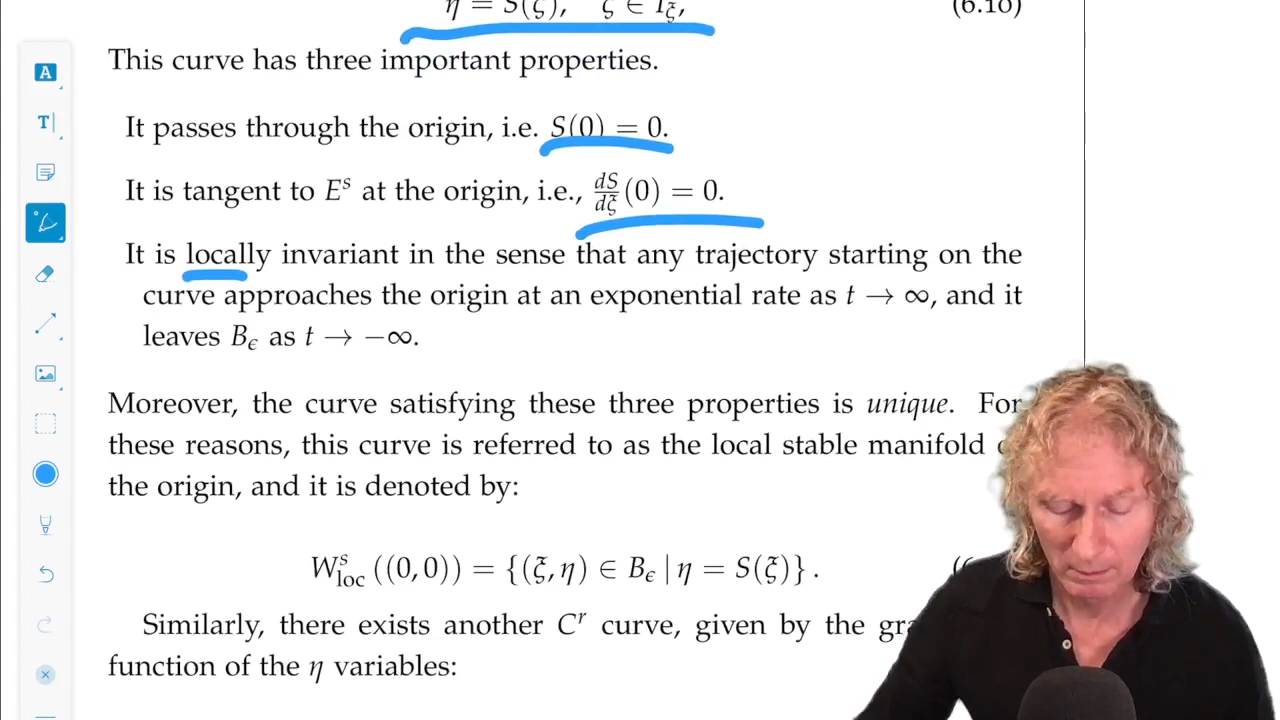 η = S(ξ), ξ ∈ I_ξ, (6.10)
This curve has three important properties.
It passes through the origin, i.e. S(0) = 0.
It is tangent to E^s at the origin, i.e., dS/dξ (0) = 0.
It is locally invariant in the sense that any trajectory starting on the
curve approaches the origin at an exponential rate as t → ∞, and it
leaves B_ϵ as t → −∞.
Moreover, the curve satisfying these three properties is unique. For
these reasons, this curve is referred to as the local stable manifold
the origin, and it is denoted by:
W^s_loc ((0, 0)) = {(ξ, η) ∈ B_ϵ | η = S(ξ)} .
Similarly, there exists another C^r curve, given by the
function of the η variables:
A
T